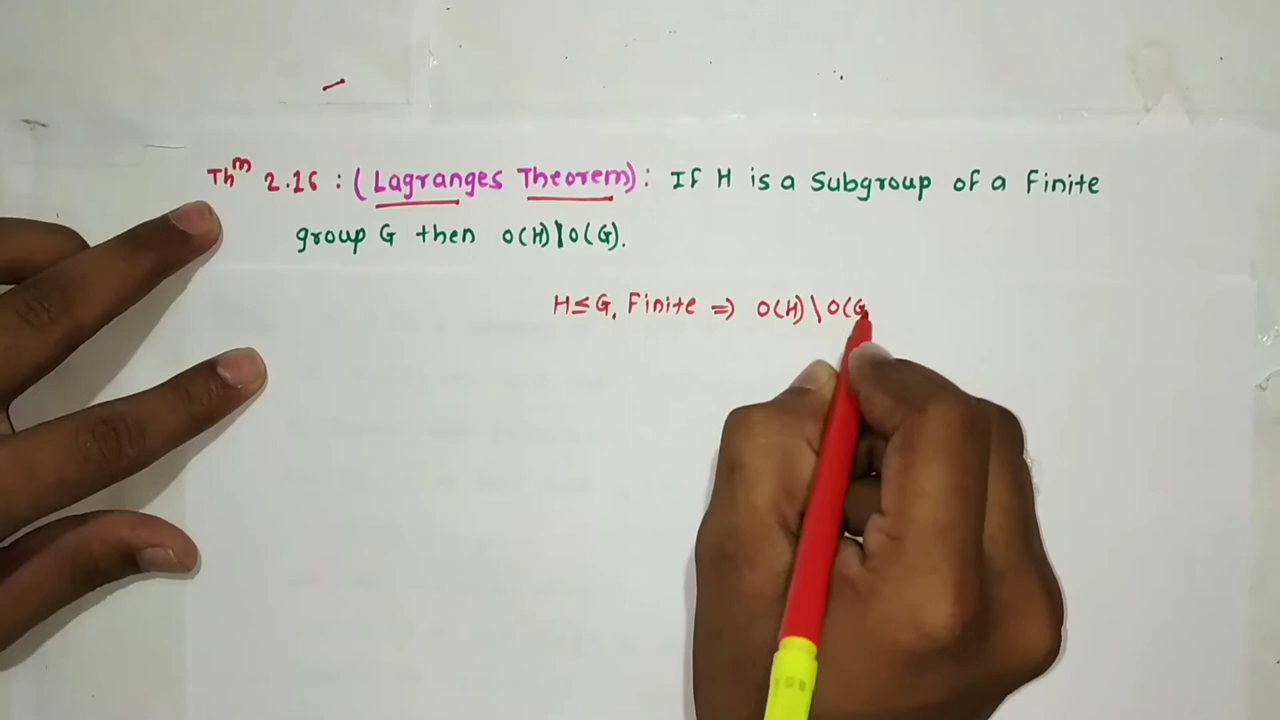 Thm 2.16 : ( Lagranges Theorem) : If H is a Subgroup of a Finite
group G then O(H)|O(G).
H≤G, Finite ⇒ O(H)\O(G